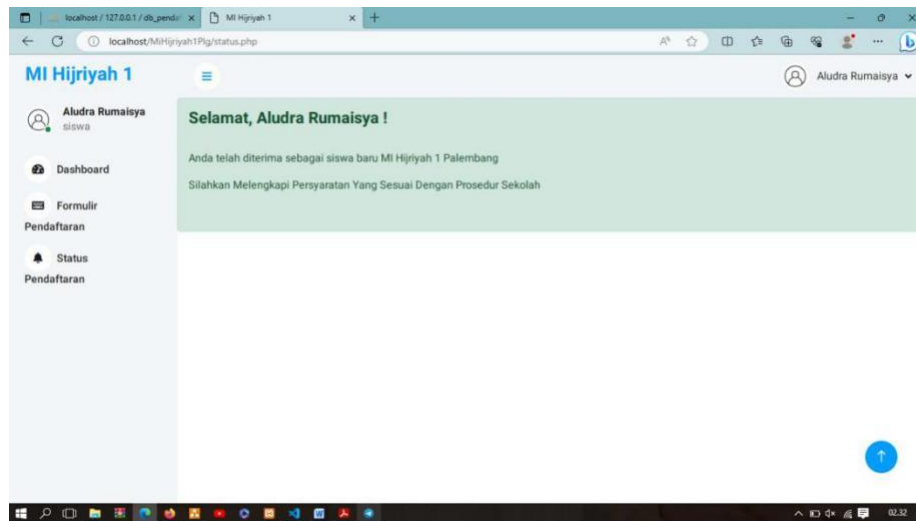 localhost / 127.0.0.1 / db_penda
MI Hijriyah 1
localhost/MiHijriyah1Plg/status.php
MI Hijriyah 1
Aludra Rumaisya
Aludra Rumaisya
siswa
Selamat, Aludra Rumaisya !
Anda telah diterima sebagai siswa baru MI Hijriyah 1 Palembang
Silahkan Melengkapi Persyaratan Yang Sesuai Dengan Prosedur Sekolah
Dashboard
Formulir
Pendaftaran
Status
Pendaftaran
02.32